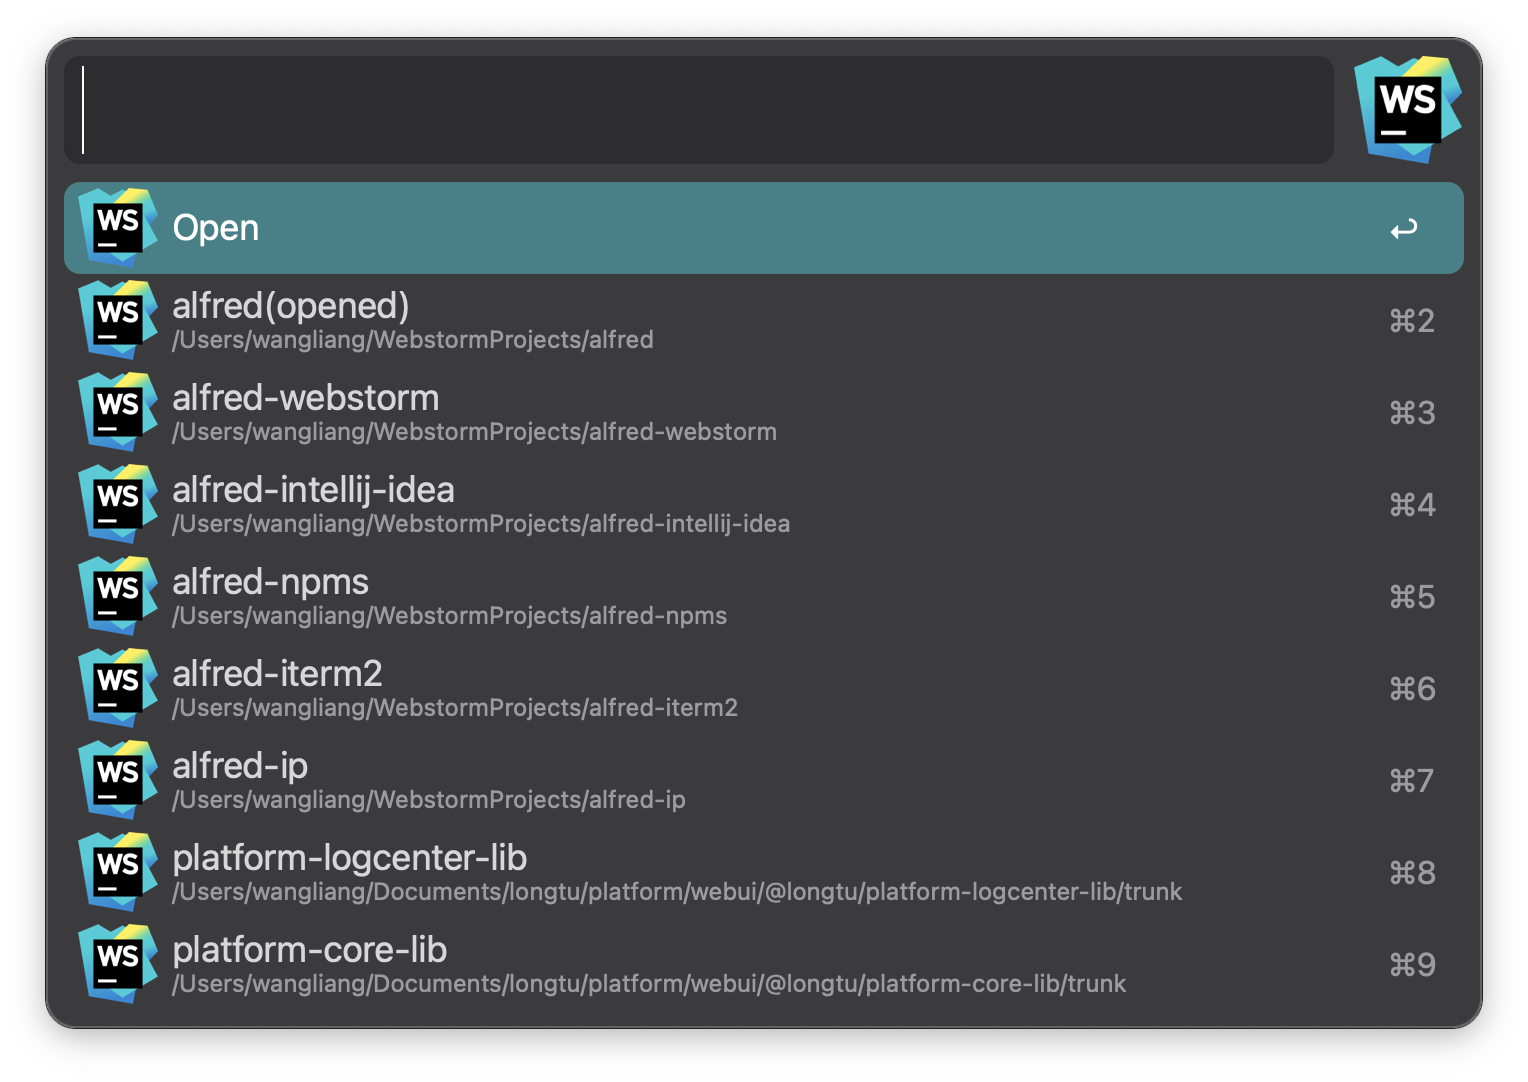 WS
WS
Open
WS
alfred(opened)
/Users/wangliang/WebstormProjects/alfred
⌘2
WS
alfred-webstorm
/Users/wangliang/WebstormProjects/alfred-webstorm
⌘3
WS
alfred-intellij-idea
/Users/wangliang/WebstormProjects/alfred-intellij-idea
⌘4
WS
alfred-npms
/Users/wangliang/WebstormProjects/alfred-npms
⌘5
WS
alfred-iterm2
/Users/wangliang/WebstormProjects/alfred-iterm2
⌘6
WS
alfred-ip
/Users/wangliang/WebstormProjects/alfred-ip
⌘7
WS
platform-logcenter-lib
/Users/wangliang/Documents/longtu/platform/webui/@longtu/platform-logcenter-lib/trunk
⌘8
WS
platform-core-lib
/Users/wangliang/Documents/longtu/platform/webui/@longtu/platform-core-lib/trunk
⌘9